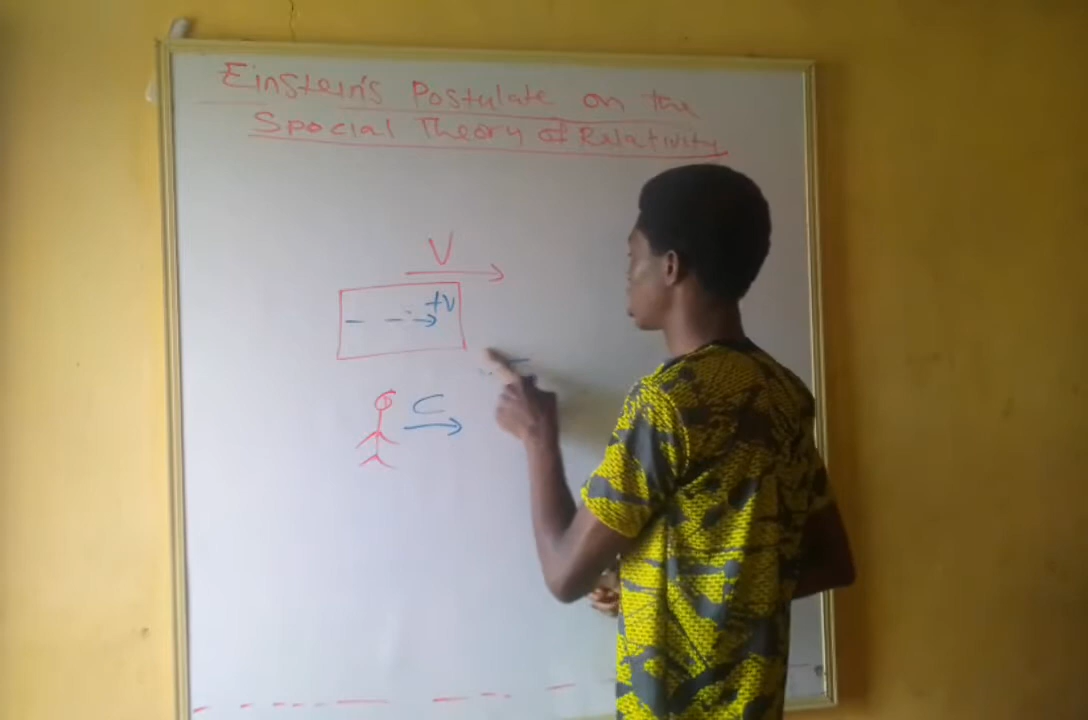 Einstein's Postulate on the
Special Theory of Relativity
V
+v
C